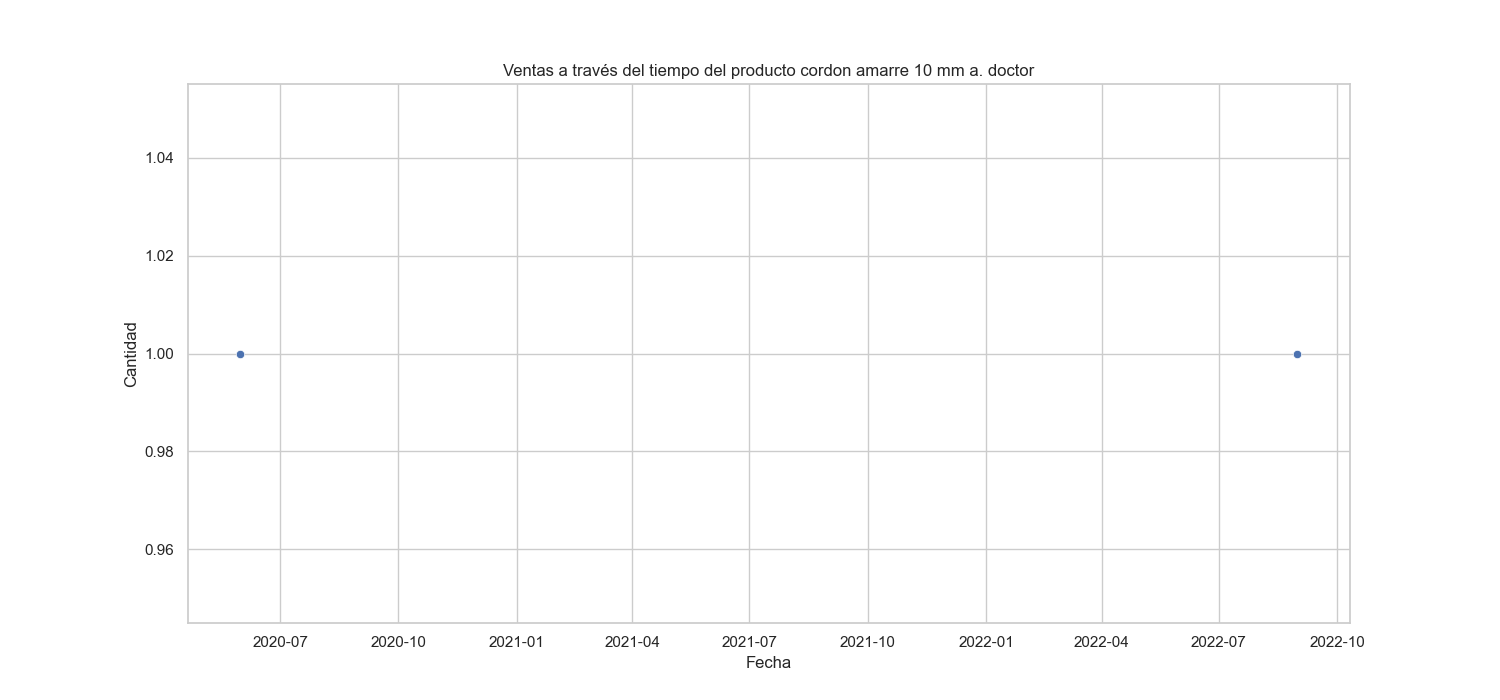 Ventas a través del tiempo del producto cordon amarre 10 mm a. doctor
1.04
1.02
1.00
0.98
0.96
Cantidad
2020-07 2020-10 2021-01 2021-04 2021-07 2021-10 2022-01 2022-04 2022-07 2022-10
Fecha